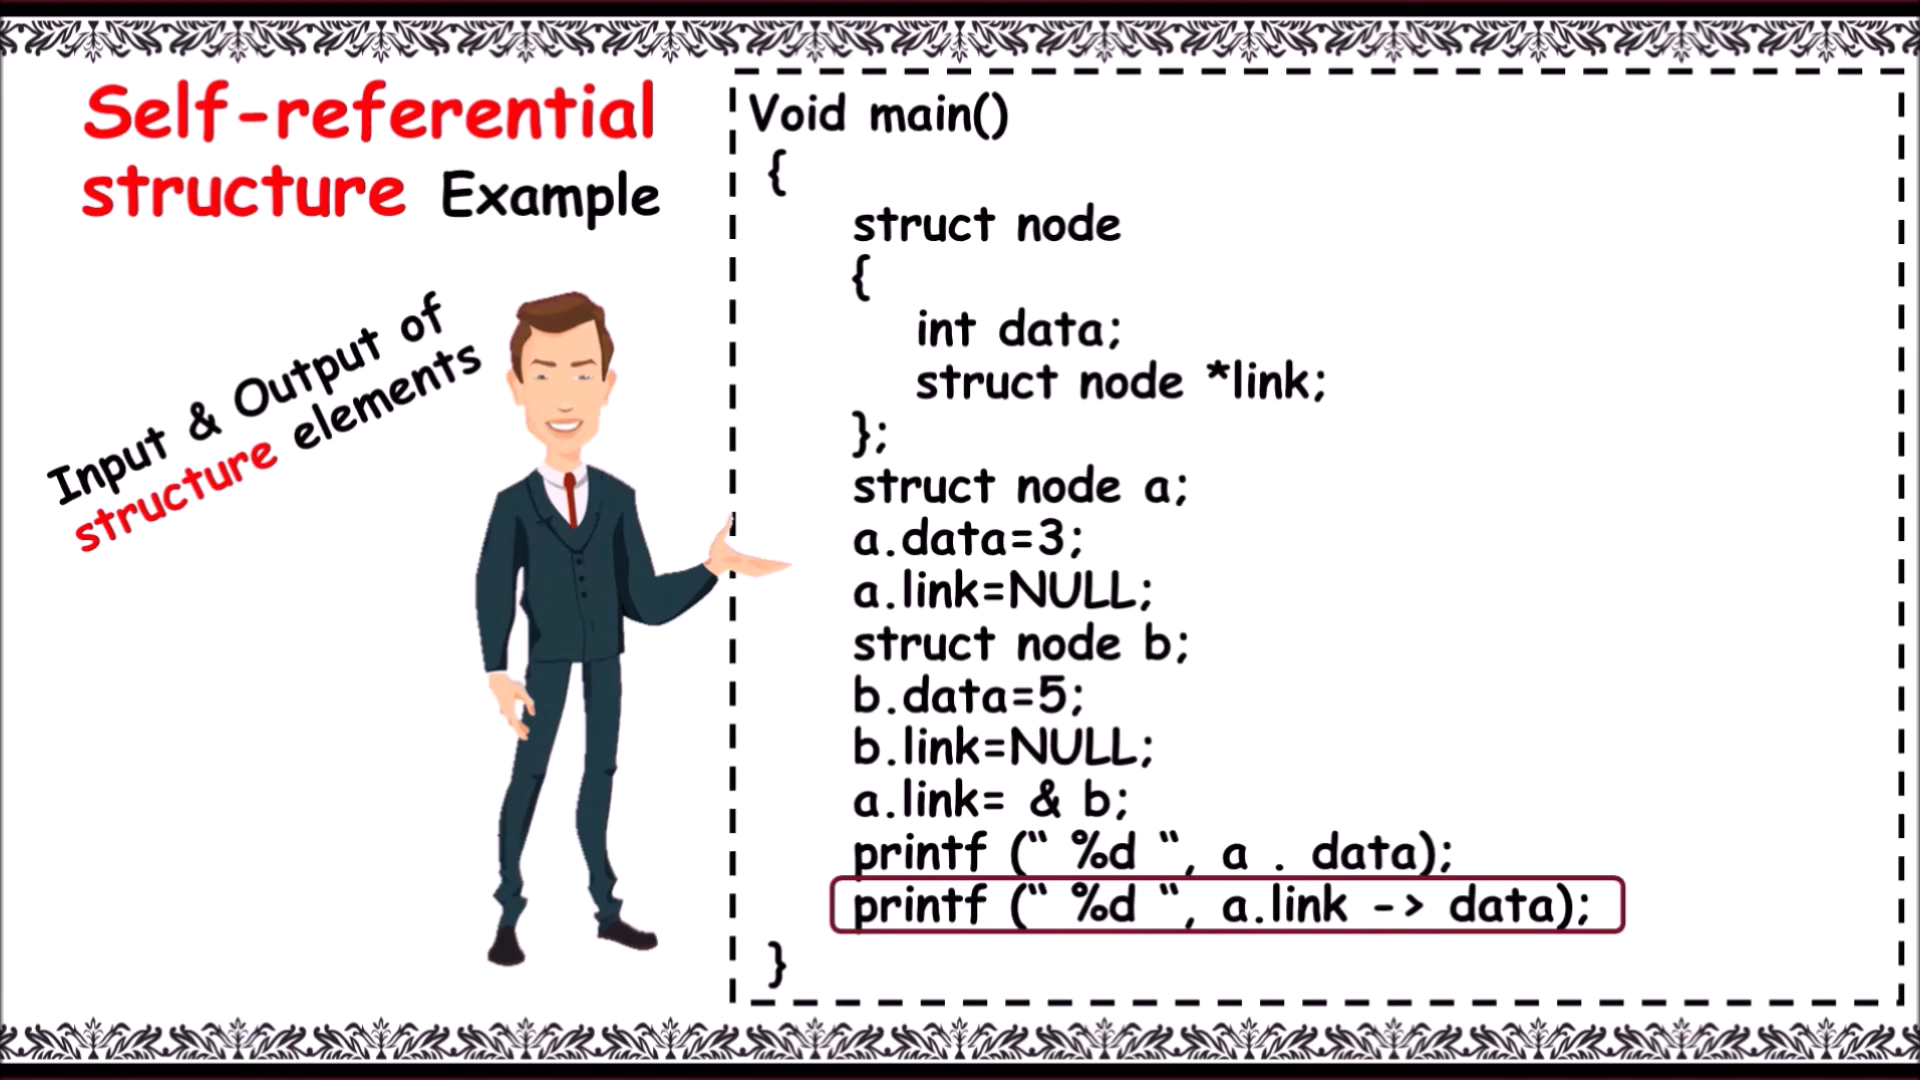 Self-referential
structure Example
Input & Output of
structure elements
Void main()
{
struct node
{
int data;
struct node *link;
};
struct node a;
a.data=3;
a.link=NULL;
struct node b;
b.data=5;
b.link=NULL;
a.link= & b;
printf (“ %d “, a . data);
printf (“ %d “, a.link -> data);
}